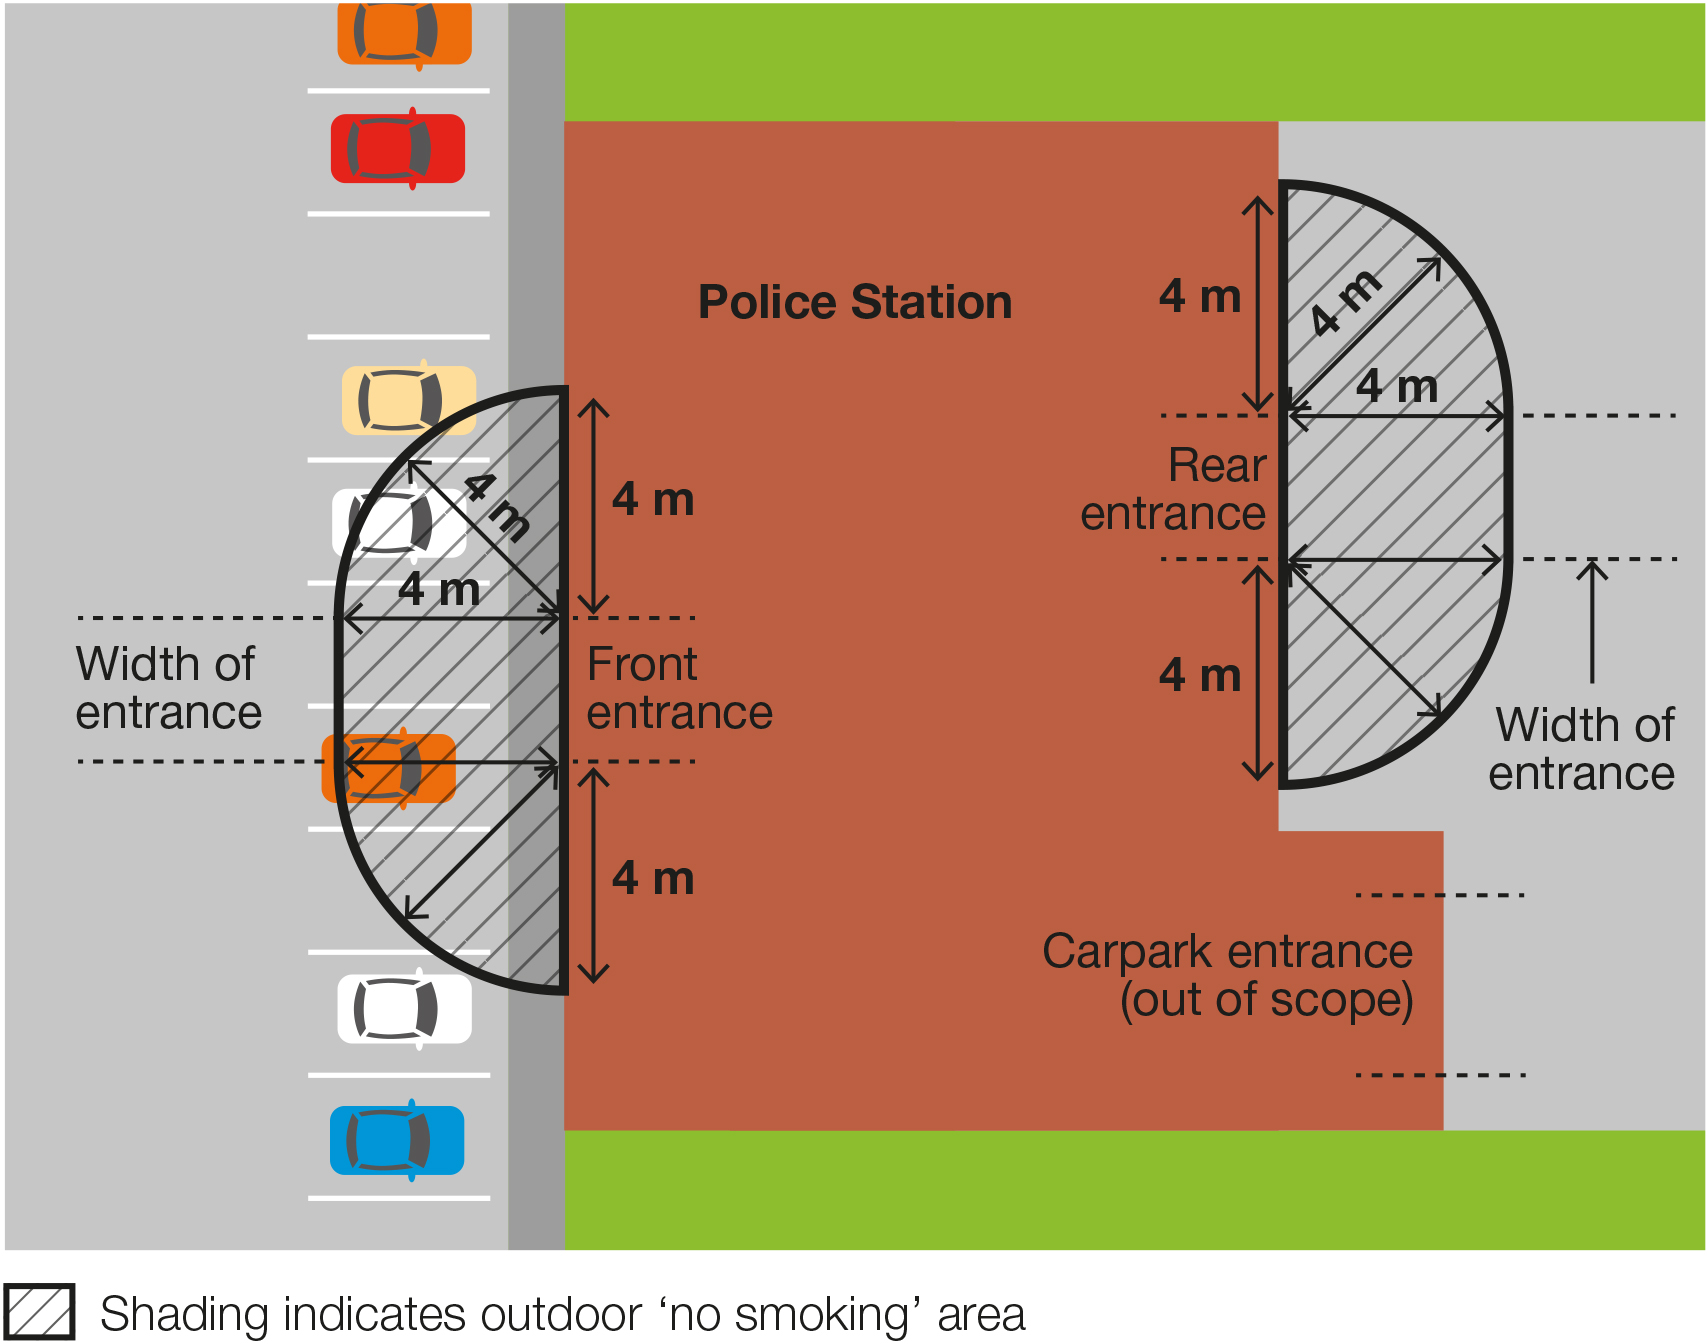 Police Station
4 m
4 m
4 m
Rear
entrance
4 m
4 m
4 m
4 m
Width of
entrance
Front
entrance
4 m
Width of
entrance
4 m
Carpark entrance
(out of scope)
Shading indicates outdoor ‘no smoking’ area